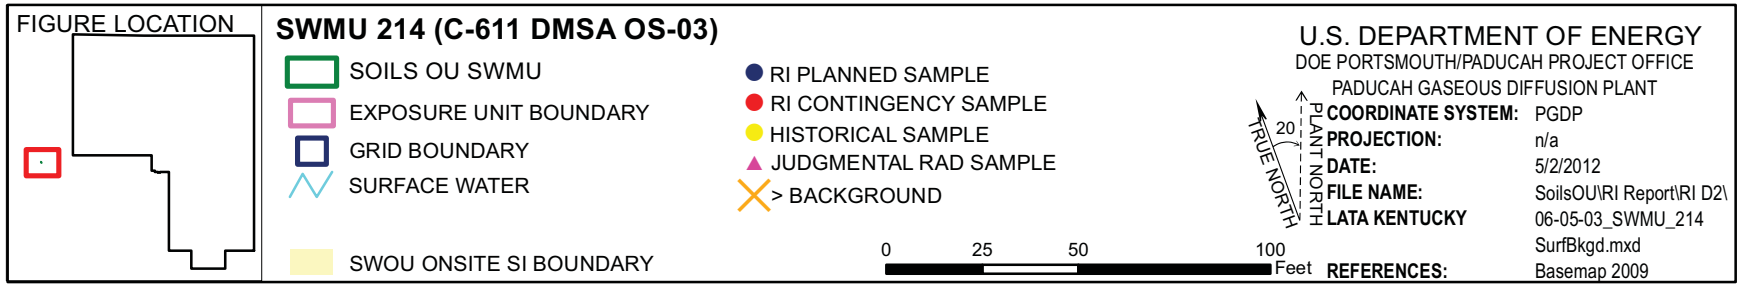 FIGURE LOCATION
SWMU 214 (C-611 DMSA OS-03)
SOILS OU SWMU
EXPOSURE UNIT BOUNDARY
GRID BOUNDARY
SURFACE WATER
SWOU ONSITE SI BOUNDARY
RI PLANNED SAMPLE
RI CONTINGENCY SAMPLE
HISTORICAL SAMPLE
JUDGMENTAL RAD SAMPLE
> BACKGROUND
0 25 50 100
Feet
TRUE NORTH
20
PLANT NORTH
U.S. DEPARTMENT OF ENERGY
DOE PORTSMOUTH/PADUCAH PROJECT OFFICE
PADUCAH GASEOUS DIFFUSION PLANT
COORDINATE SYSTEM: PGDP
PROJECTION: n/a
DATE: 5/2/2012
FILE NAME: SoilsOU\RI Report\RI D2\
LATA KENTUCKY 06-05-03_SWMU_214
SurfBkgd.mxd
REFERENCES: Basemap 2009